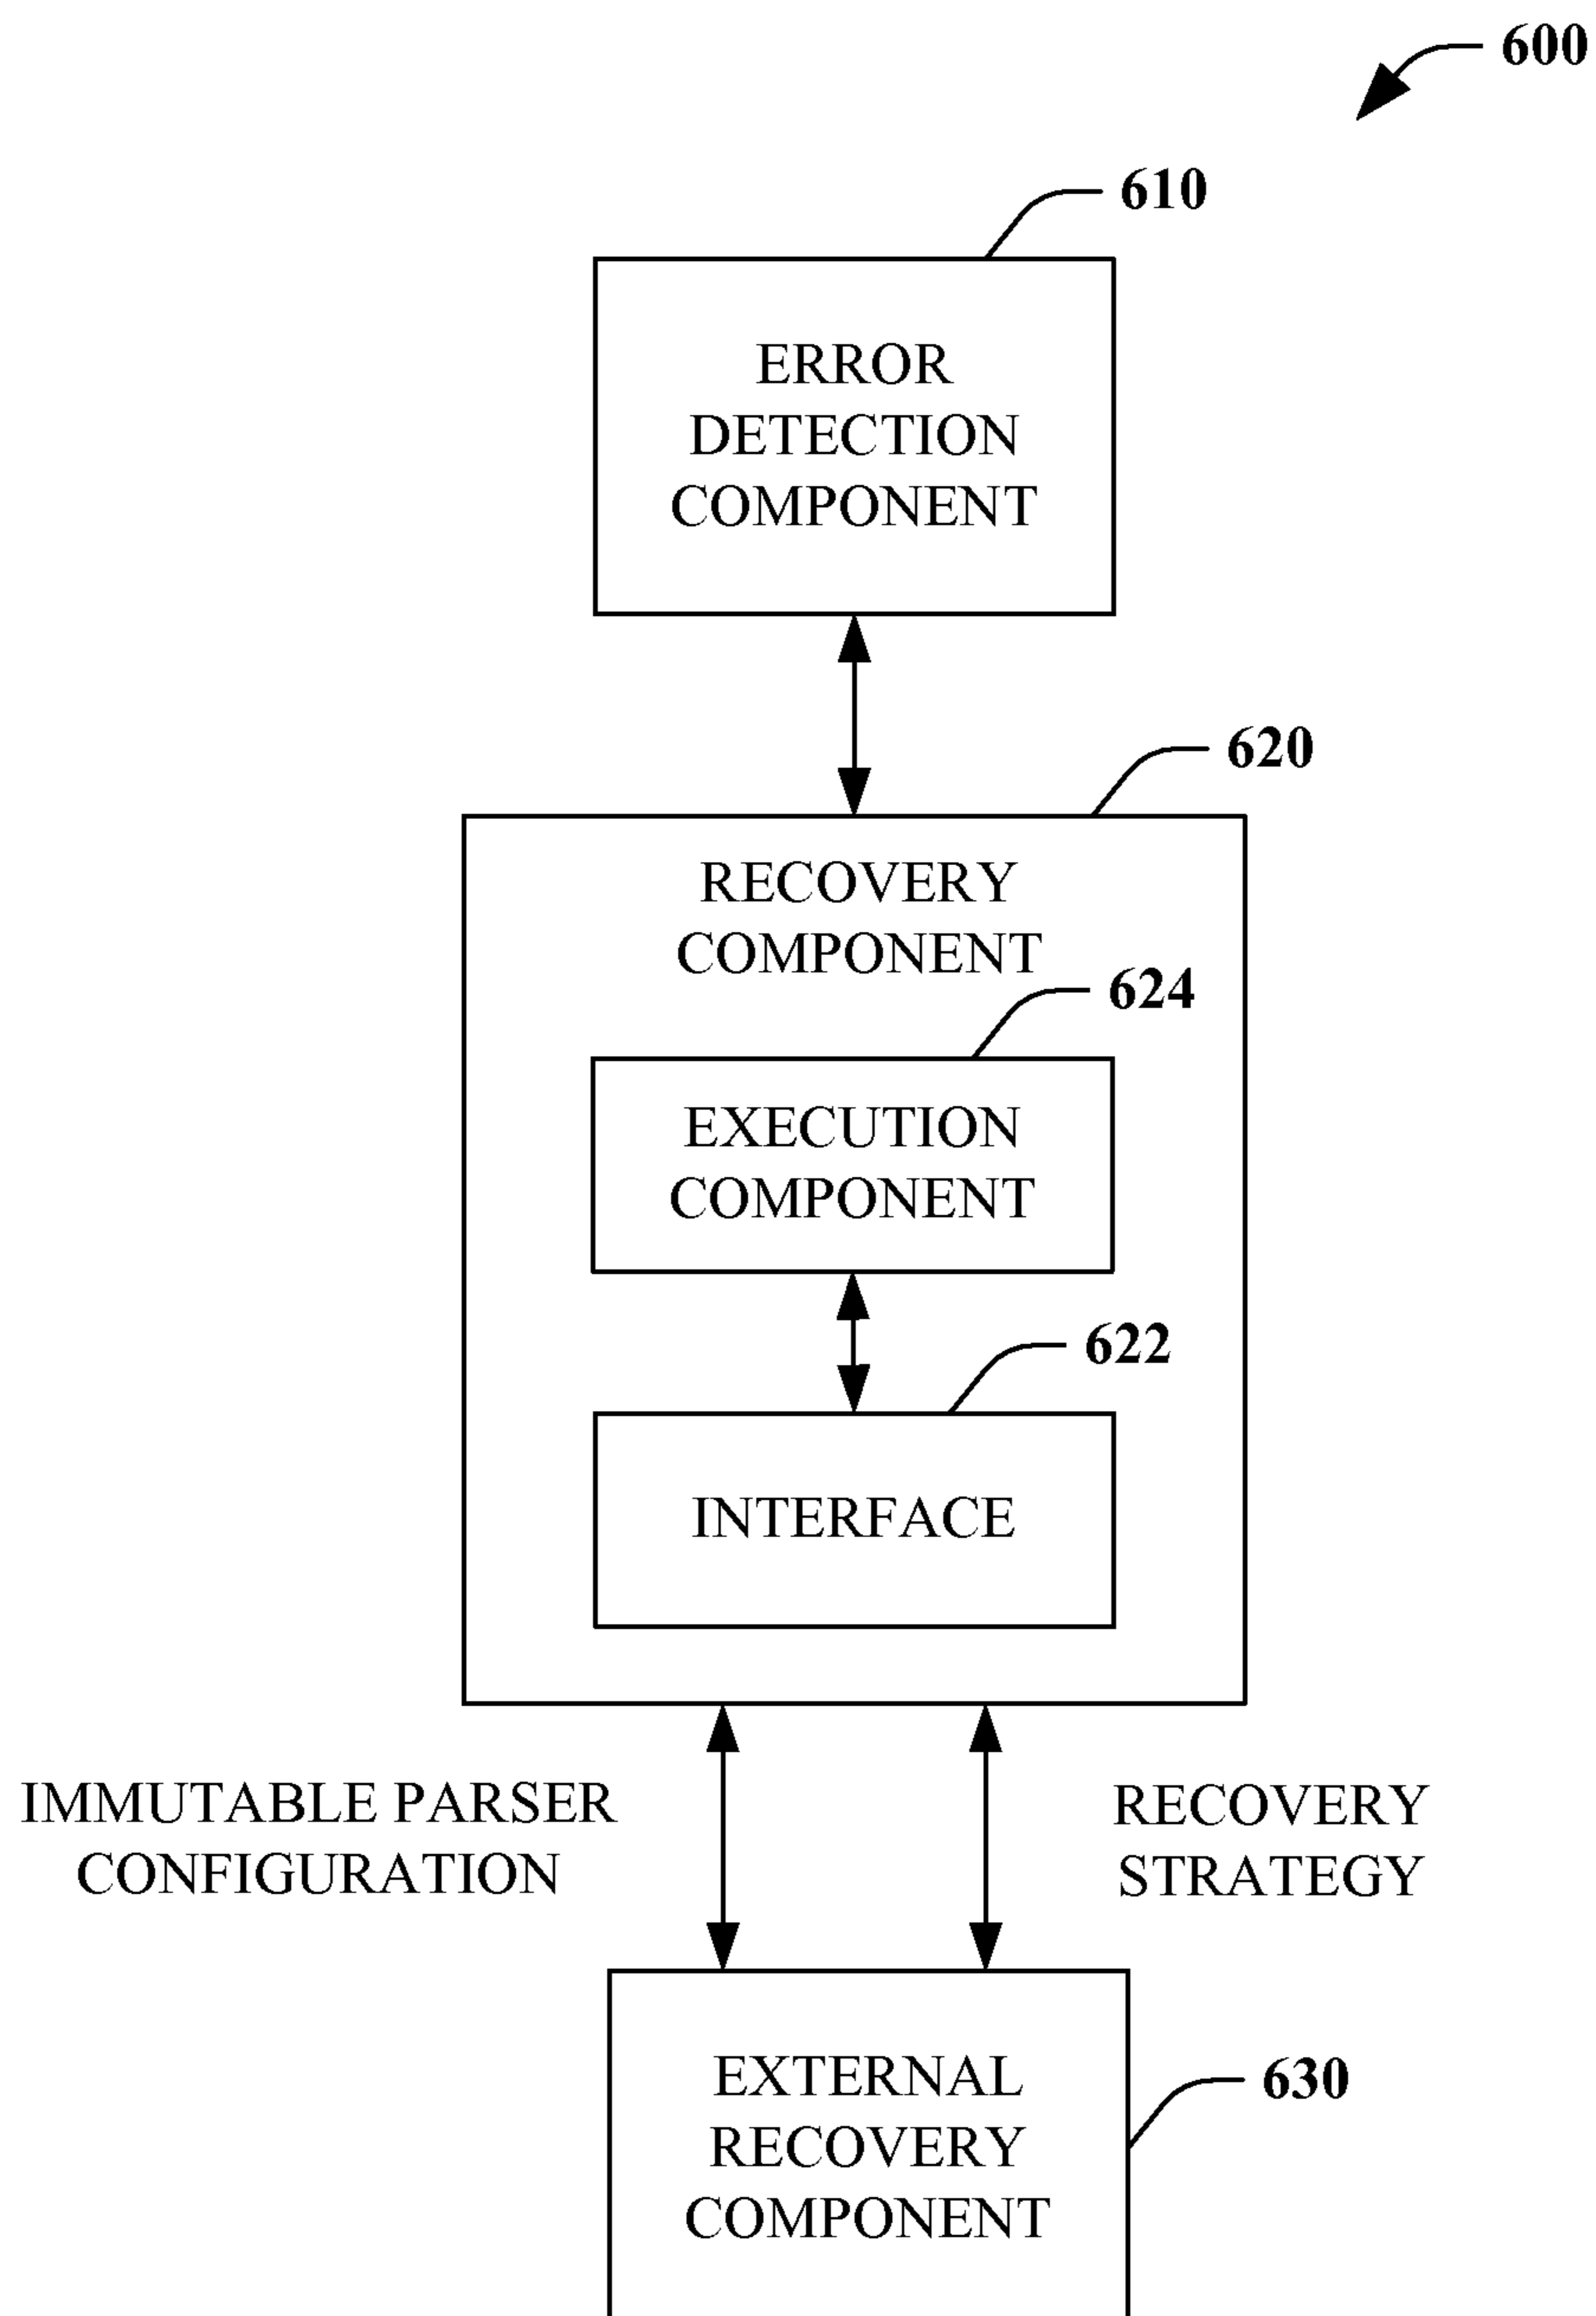 600
610
ERROR
DETECTION
COMPONENT
620
RECOVERY
COMPONENT
624
EXECUTION
COMPONENT
622
INTERFACE
IMMUTABLE PARSER
CONFIGURATION
RECOVERY
STRATEGY
EXTERNAL
RECOVERY
COMPONENT
630